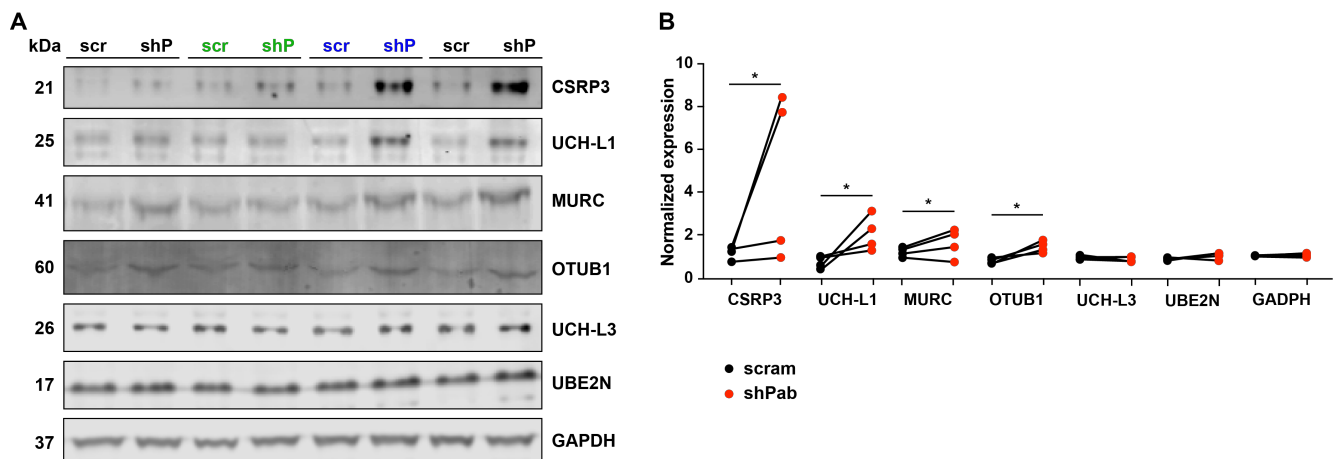 A
kDa scr shP scr shP scr shP scr shP
21 CSRP3
25 UCH-L1
41 MURC
60 OTUB1
26 UCH-L3
17 UBE2N
37 GAPDH
B
Normalized expression
10
8
6
4
2
0
* * * *
CSRP3 UCH-L1 MURC OTUB1 UCH-L3 UBE2N GADPH
scram
shPab